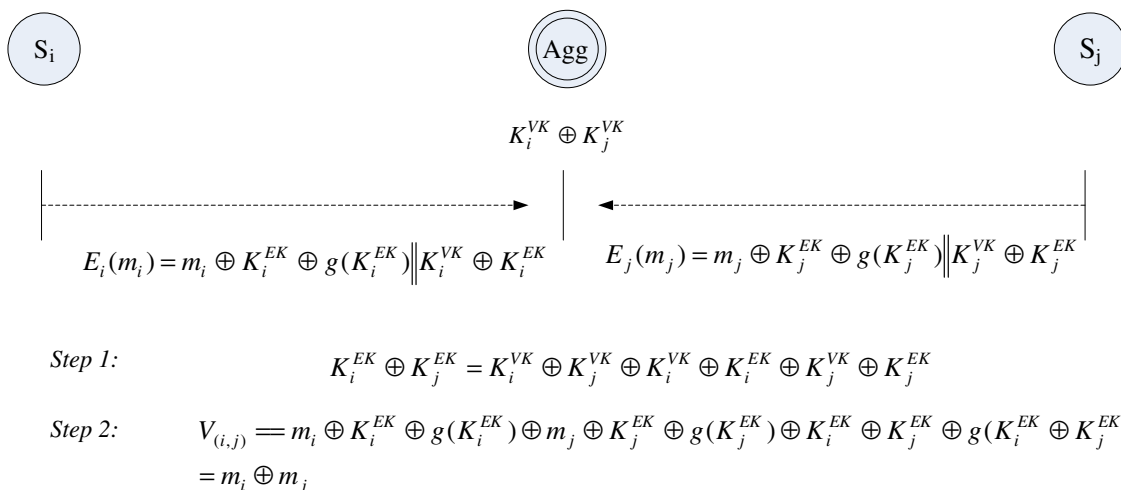 S_i Agg S_j
K_i^{VK} ⊕ K_j^{VK}
E_i(m_i) = m_i ⊕ K_i^{EK} ⊕ g(K_i^{EK})‖K_i^{VK} ⊕ K_i^{EK} E_j(m_j) = m_j ⊕ K_j^{EK} ⊕ g(K_j^{EK})‖K_j^{VK} ⊕ K_j^{EK}
Step 1: K_i^{EK} ⊕ K_j^{EK} = K_i^{VK} ⊕ K_j^{VK} ⊕ K_i^{VK} ⊕ K_i^{EK} ⊕ K_j^{VK} ⊕ K_j^{EK}
Step 2: V_{(i,j)} == m_i ⊕ K_i^{EK} ⊕ g(K_i^{EK}) ⊕ m_j ⊕ K_j^{EK} ⊕ g(K_j^{EK}) ⊕ K_i^{EK} ⊕ K_j^{EK} ⊕ g(K_i^{EK} ⊕ K_j^{EK}
= m_i ⊕ m_j